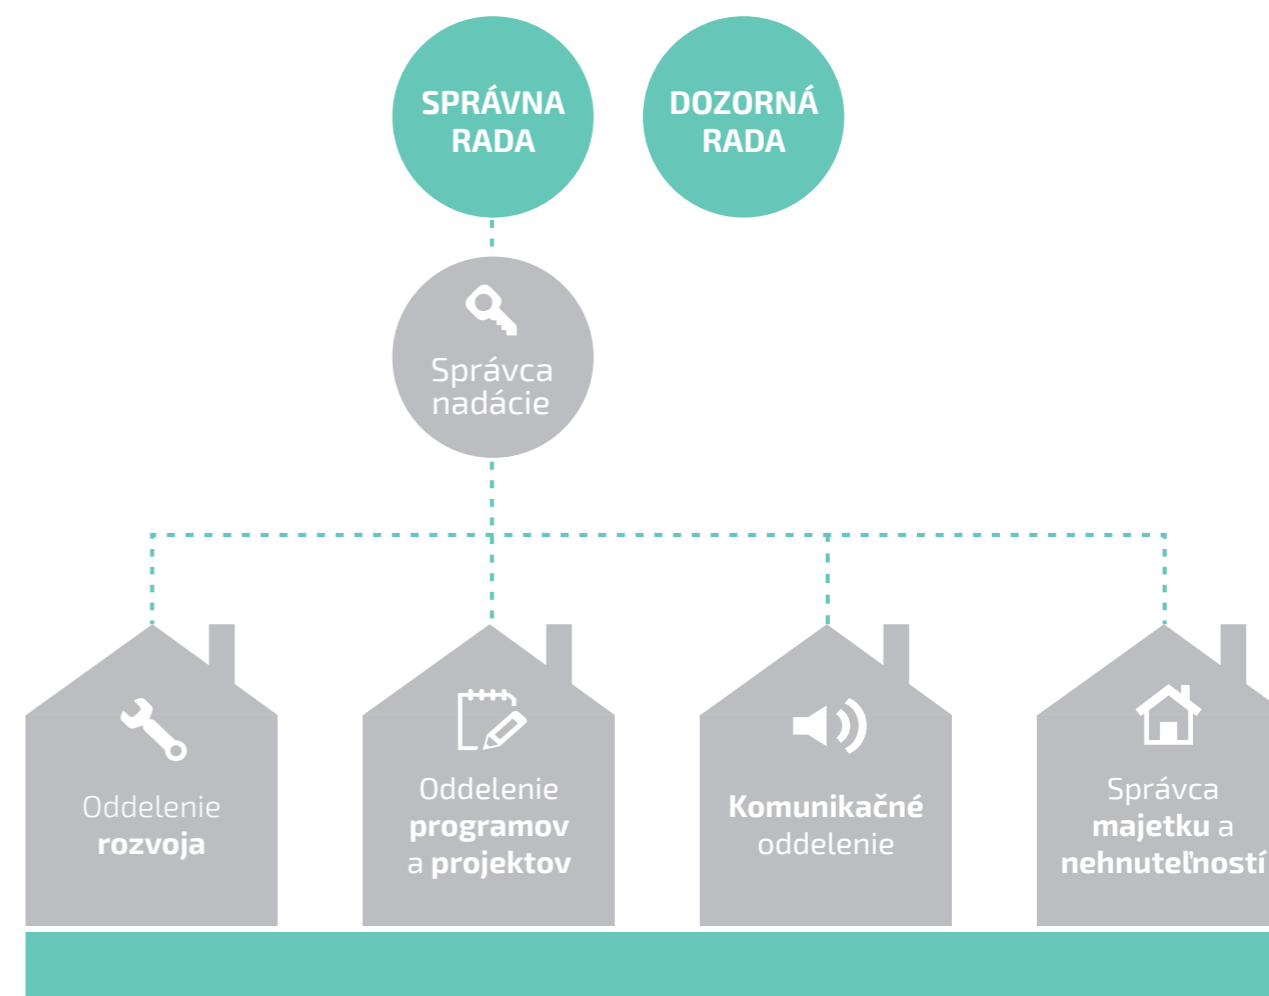 SPRÁVNA
RADA
DOZORNÁ
RADA
Správca
nadácie
Oddelenie
rozvoja
Oddelenie
programov
a projektov
Komunikačné
oddelenie
Správca
majetku a
nehnuteľností